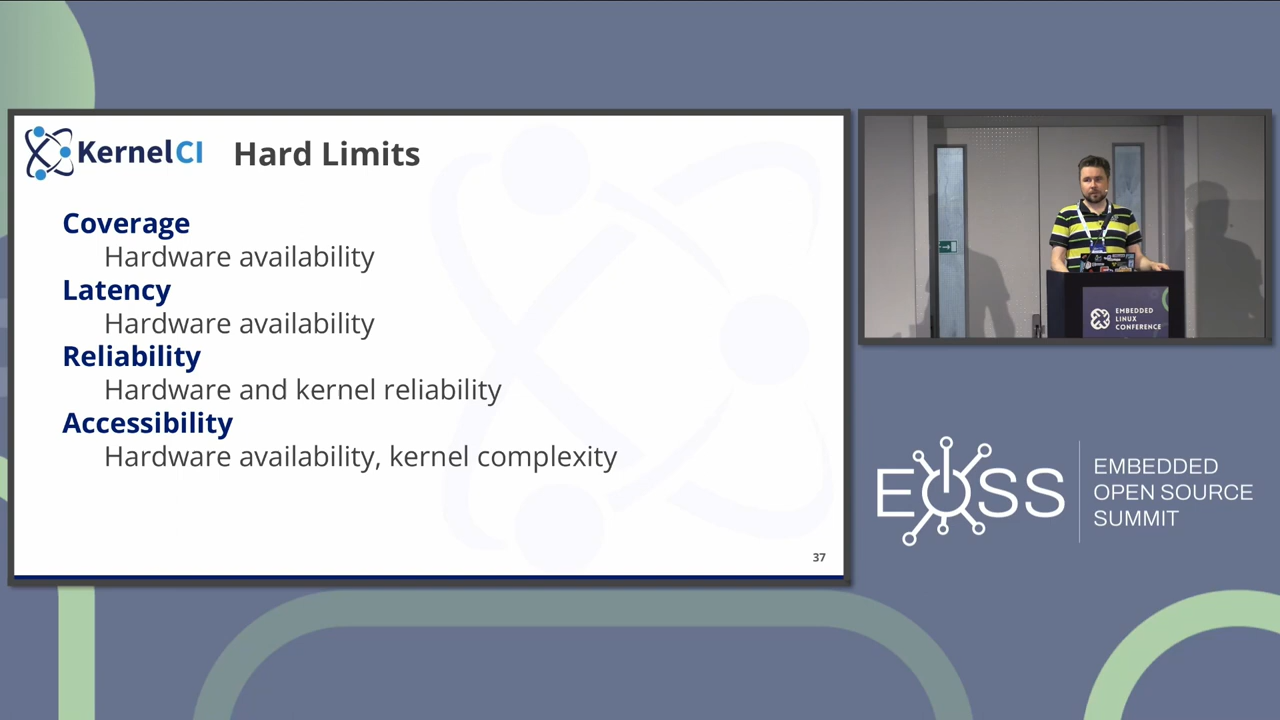 KernelCI
Hard Limits
Coverage
Hardware availability
Latency
Hardware availability
Reliability
Hardware and kernel reliability
Accessibility
Hardware availability, kernel complexity
37
EMBEDDED
LINUX
CONFERENCE
EOSS
EMBEDDED
OPEN SOURCE
SUMMIT